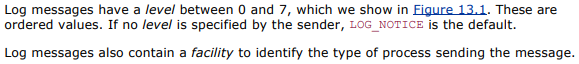 Log messages have a level between 0 and 7, which we show in Figure 13.1. These are
ordered values. If no level is specified by the sender, LOG_NOTICE is the default.
Log messages also contain a facility to identify the type of process sending the message.